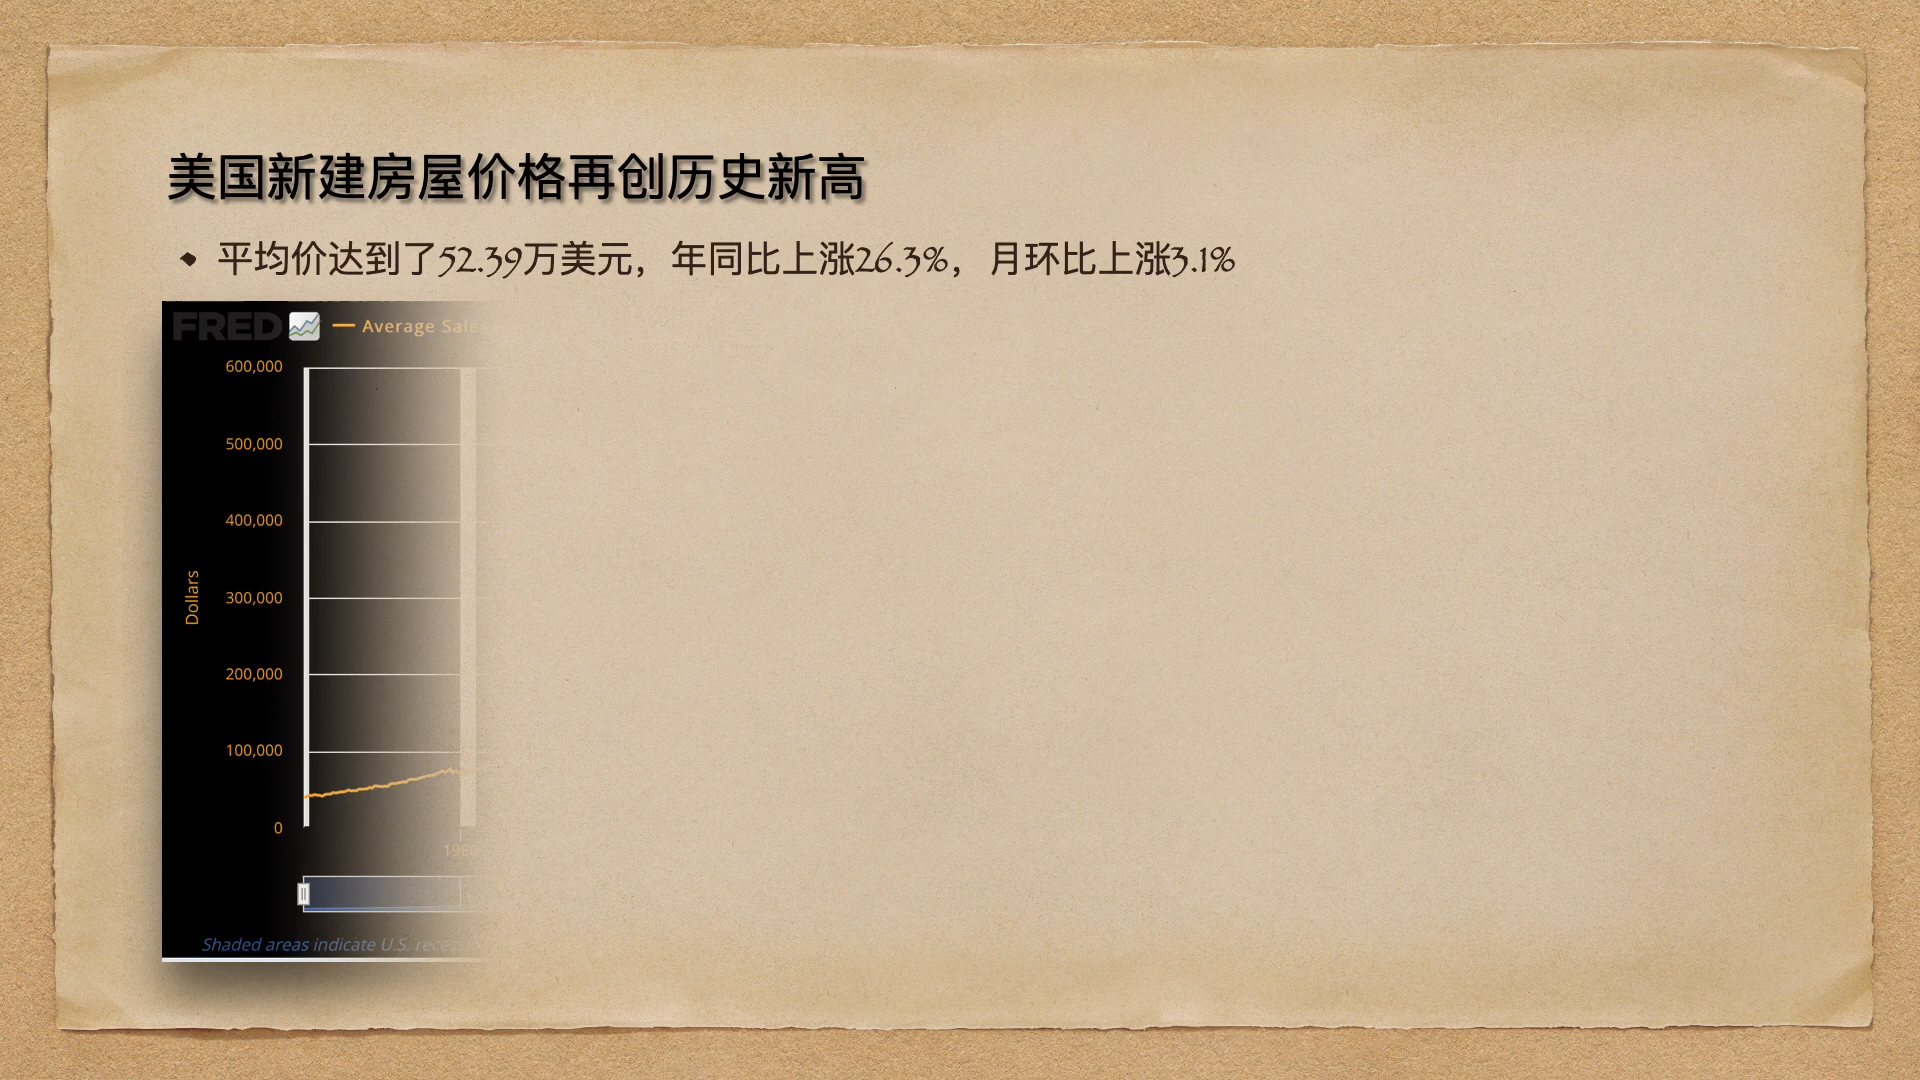 美国新建房屋价格再创历史新高
平均价达到了52.39万美元，年同比上涨26.3%，月环比上涨3.1%
FRED — Average Sales
600,000
500,000
400,000
300,000
200,000
100,000
0
Dollars
1980
Shaded areas indicate U.S.